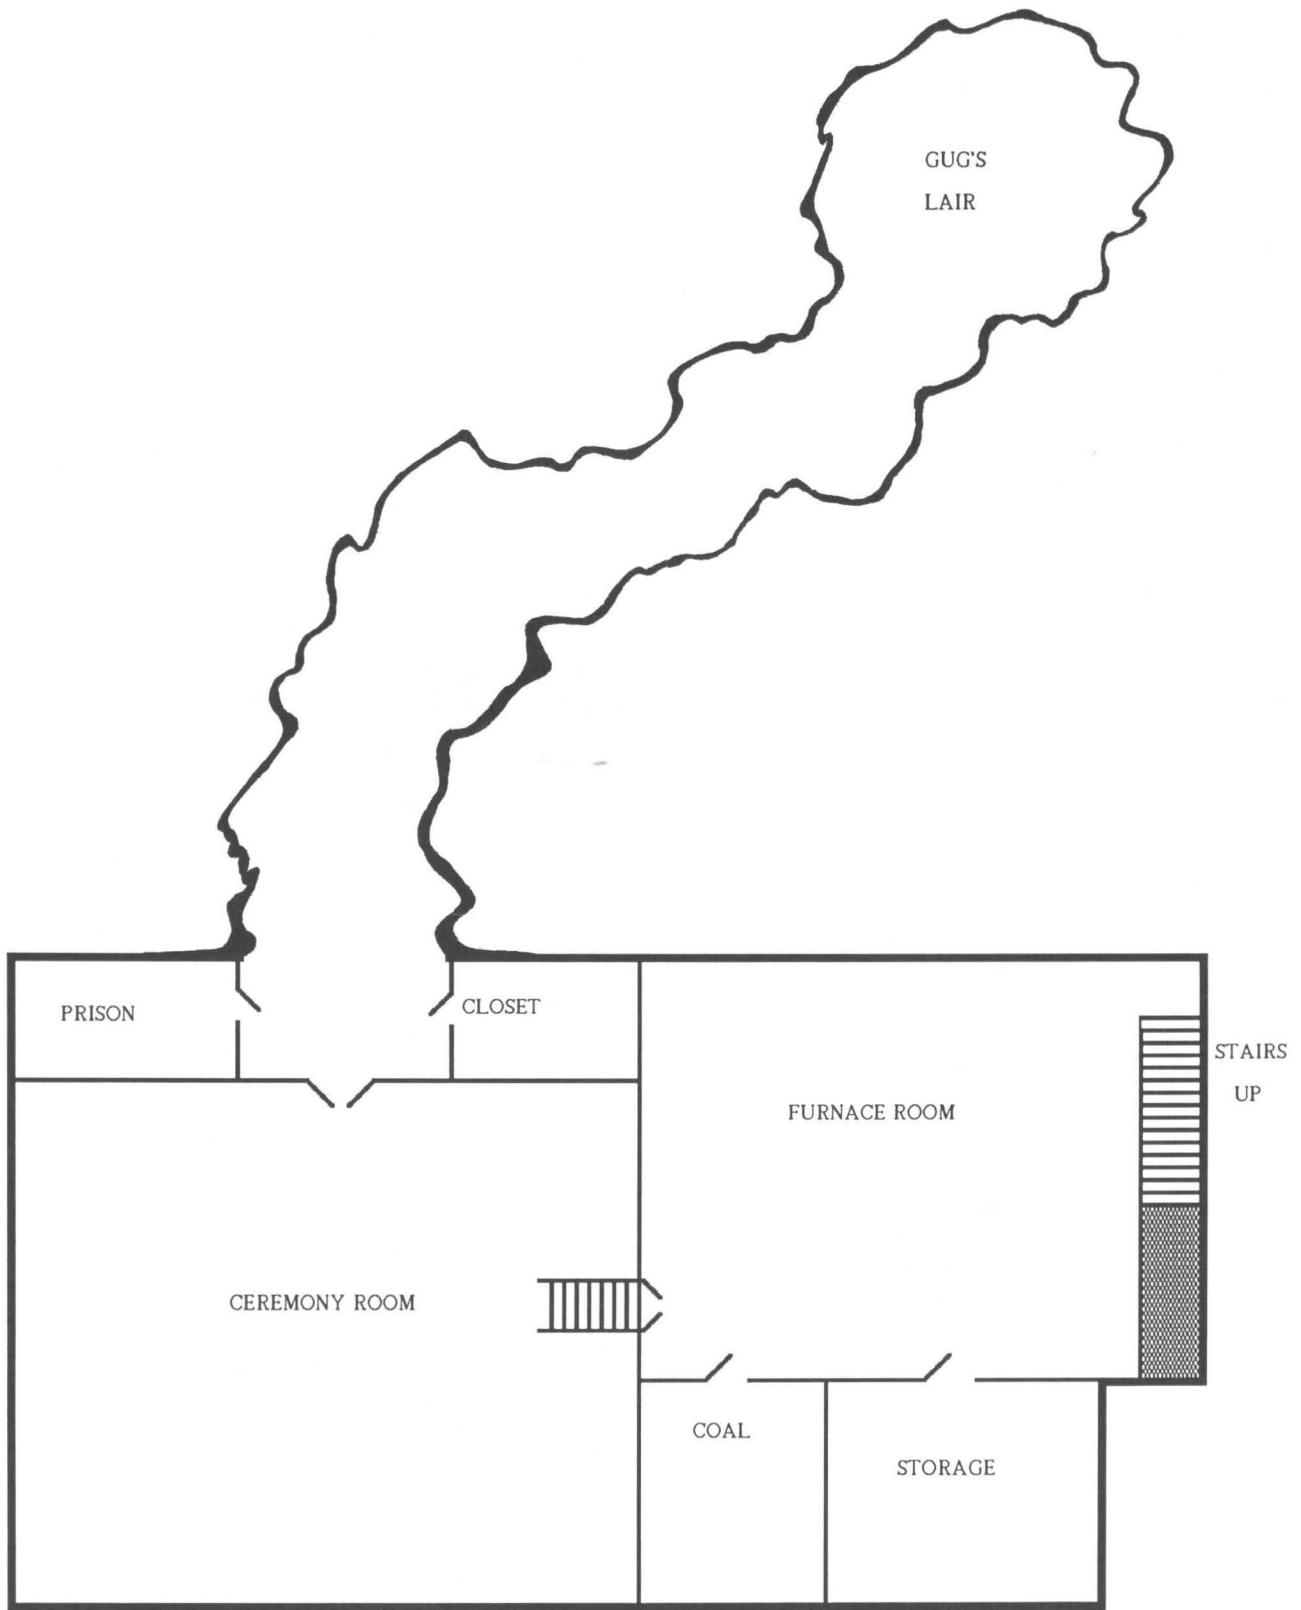 GUG'S
LAIR
PRISON
CLOSET
STAIRS
UP
FURNACE ROOM
CEREMONY ROOM
COAL
STORAGE